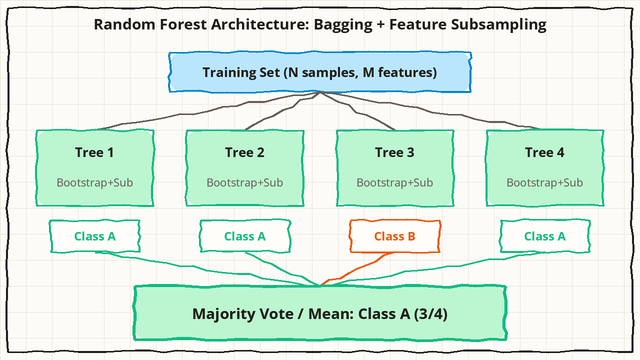 Random Forest Architecture: Bagging + Feature Subsampling
Training Set (N samples, M features)
Tree 1
Bootstrap+Sub
Tree 2
Bootstrap+Sub
Tree 3
Bootstrap+Sub
Tree 4
Bootstrap+Sub
Class A
Class A
Class B
Class A
Majority Vote / Mean: Class A (3/4)